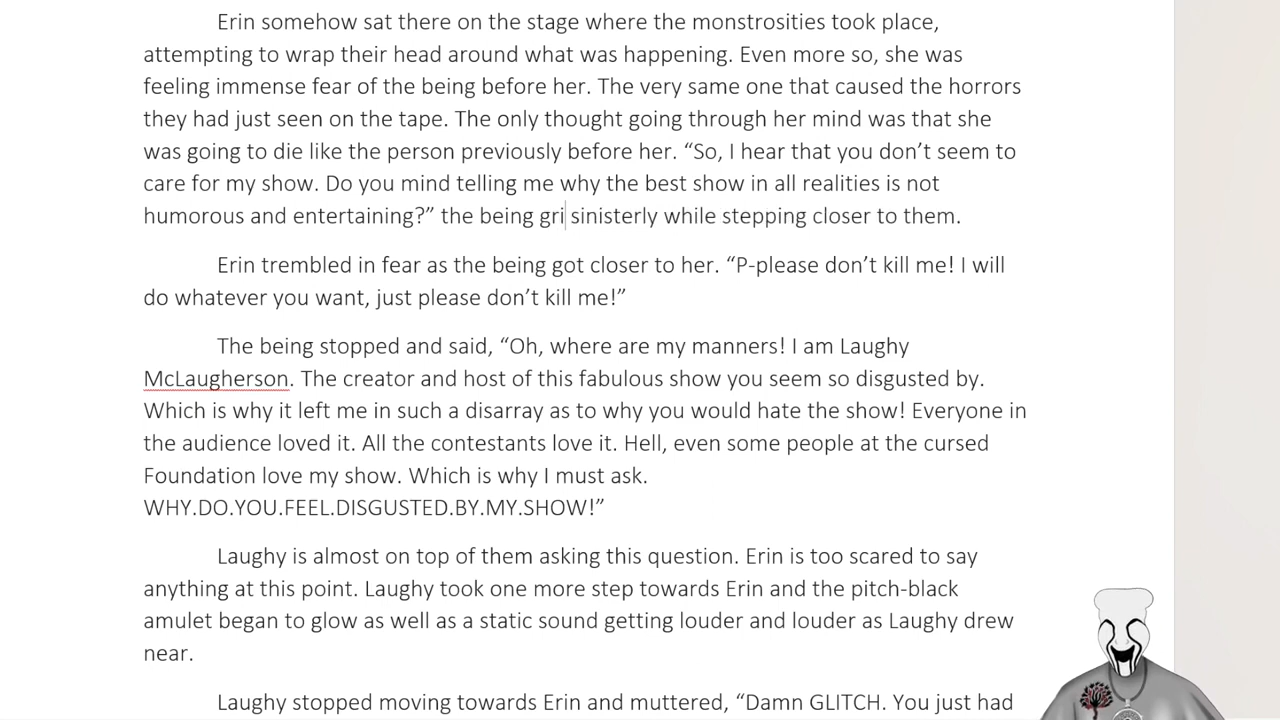 Erin somehow sat there on the stage where the monstrosities took place,
attempting to wrap their head around what was happening. Even more so, she was
feeling immense fear of the being before her. The very same one that caused the horrors
they had just seen on the tape. The only thought going through her mind was that she
was going to die like the person previously before her. “So, I hear that you don’t seem to
care for my show. Do you mind telling me why the best show in all realities is not
humorous and entertaining?” the being gri sinisterly while stepping closer to them.
Erin trembled in fear as the being got closer to her. “P-please don’t kill me! I will
do whatever you want, just please don’t kill me!”
The being stopped and said, “Oh, where are my manners! I am Laughy
McLaugherson. The creator and host of this fabulous show you seem so disgusted by.
Which is why it left me in such a disarray as to why you would hate the show! Everyone in
the audience loved it. All the contestants love it. Hell, even some people at the cursed
Foundation love my show. Which is why I must ask.
WHY.DO.YOU.FEEL.DISGUSTED.BY.MY.SHOW!”
Laughy is almost on top of them asking this question. Erin is too scared to say
anything at this point. Laughy took one more step towards Erin and the pitch-black
amulet began to glow as well as a static sound getting louder and louder as Laughy drew
near.
Laughy stopped moving towards Erin and muttered, “Damn GLITCH. You just had